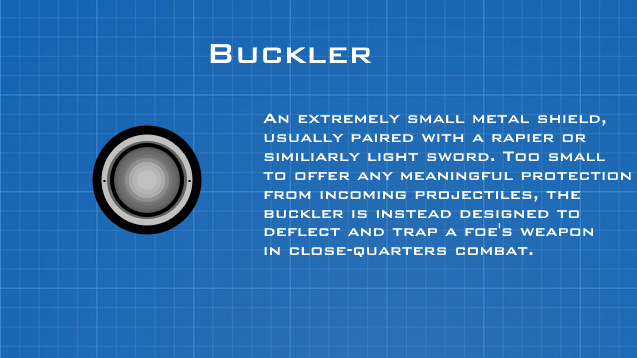 Buckler
An extremely small metal shield,
usually paired with a rapier or
similiarly light sword. Too small
to offer any meaningful protection
from incoming projectiles, the
buckler is instead designed to
deflect and trap a foe's weapon
in close-quarters combat.